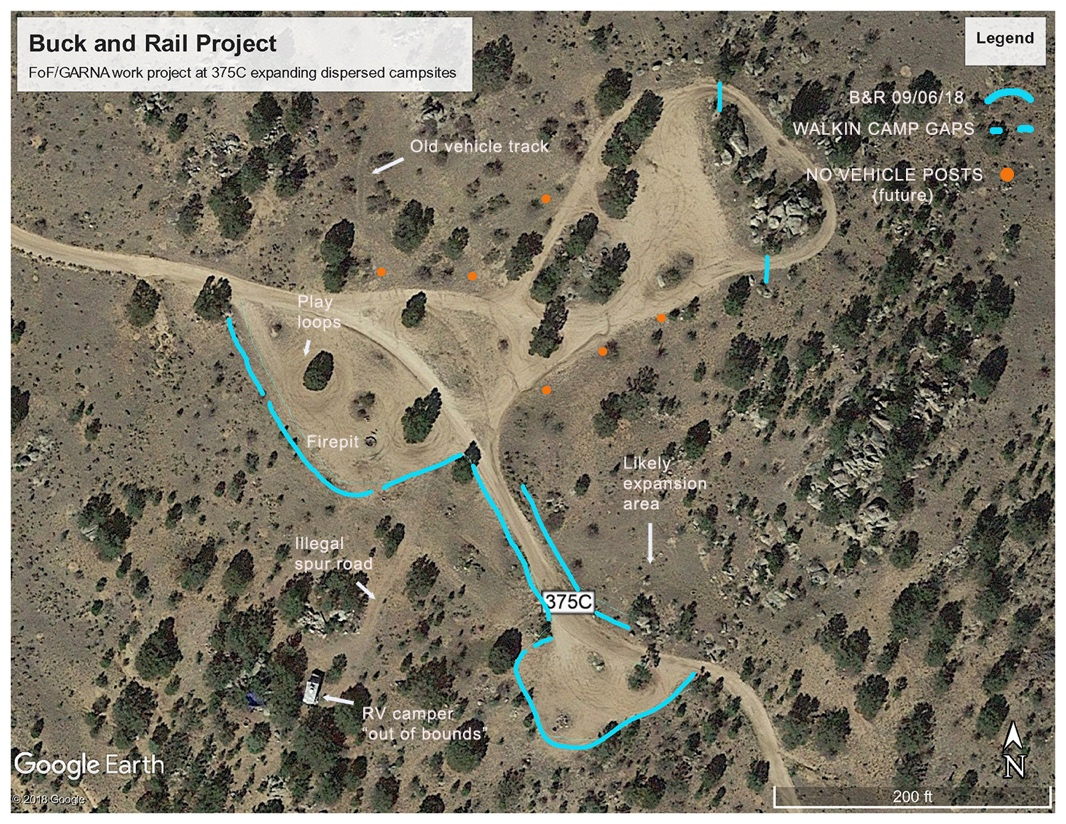 Buck and Rail Project
FoF/GARNA work project at 375C expanding dispersed campsites
Legend
B&R 09/06/18
WALKIN CAMP GAPS
NO VEHICLE POSTS
(future)
Old vehicle track
Play
loops
Firepit
Likely
expansion
area
Illegal
spur road
375C
RV camper
"out of bounds"
Google Earth
© 2018 Google
N
200 ft